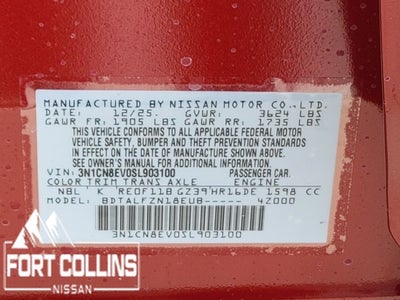 MANUFACTURED BY NISSAN MOTOR CO., LTD.
DATE: 12/25 GVWR: 3624 LBS
GAWR FR: 1905 LBS GAWR RR: 1735 LBS
THIS VEHICLE CONFORMS TO ALL APPLICABLE FEDERAL MOTOR
VEHICLE SAFETY, BUMPER AND THEFT PREVENTION STANDARDS
IN EFFECT ON THE DATE OF MANUFACTURE SHOWN ABOVE.
SEE OWNER'S MANUAL FOR ADDITIONAL INFORMATION
VIN: 3N1CN8EV0SL903100 PASSENGER CAR.
COLOR TRIM TRANS AXLE ENGINE
NBL K RE0F11B GZ39 HR16DE 1598 CC
MODEL: BDTALFZN18EUB----- 4Z000
3N1CN8EV0SL903100
FORT COLLINS
NISSAN